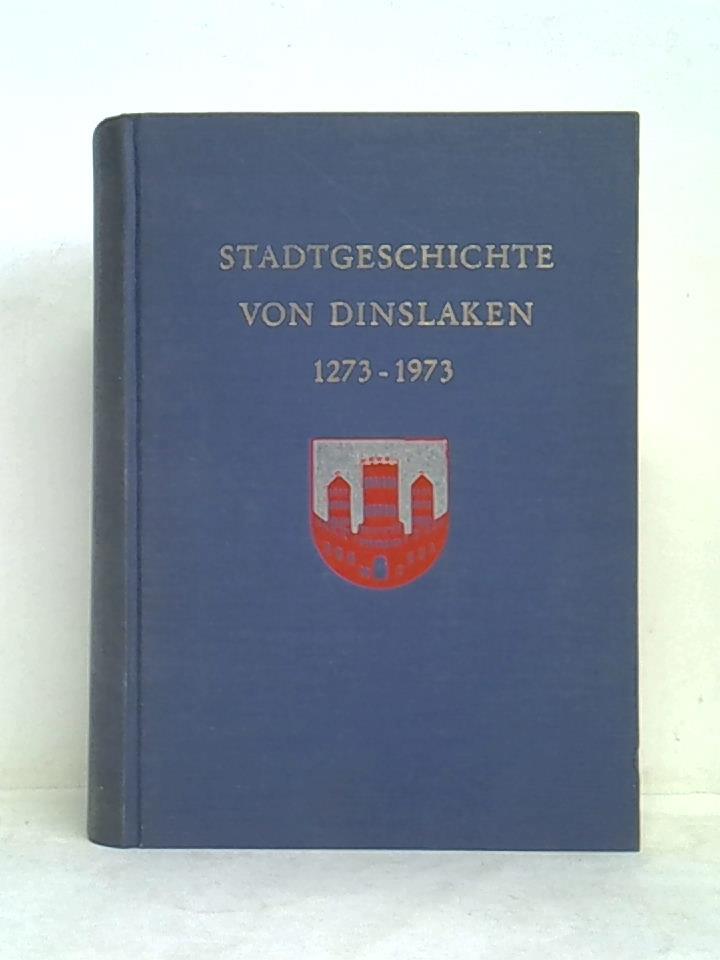 STADTGESCHICHTE
VON DINSLAKEN
1273-1973